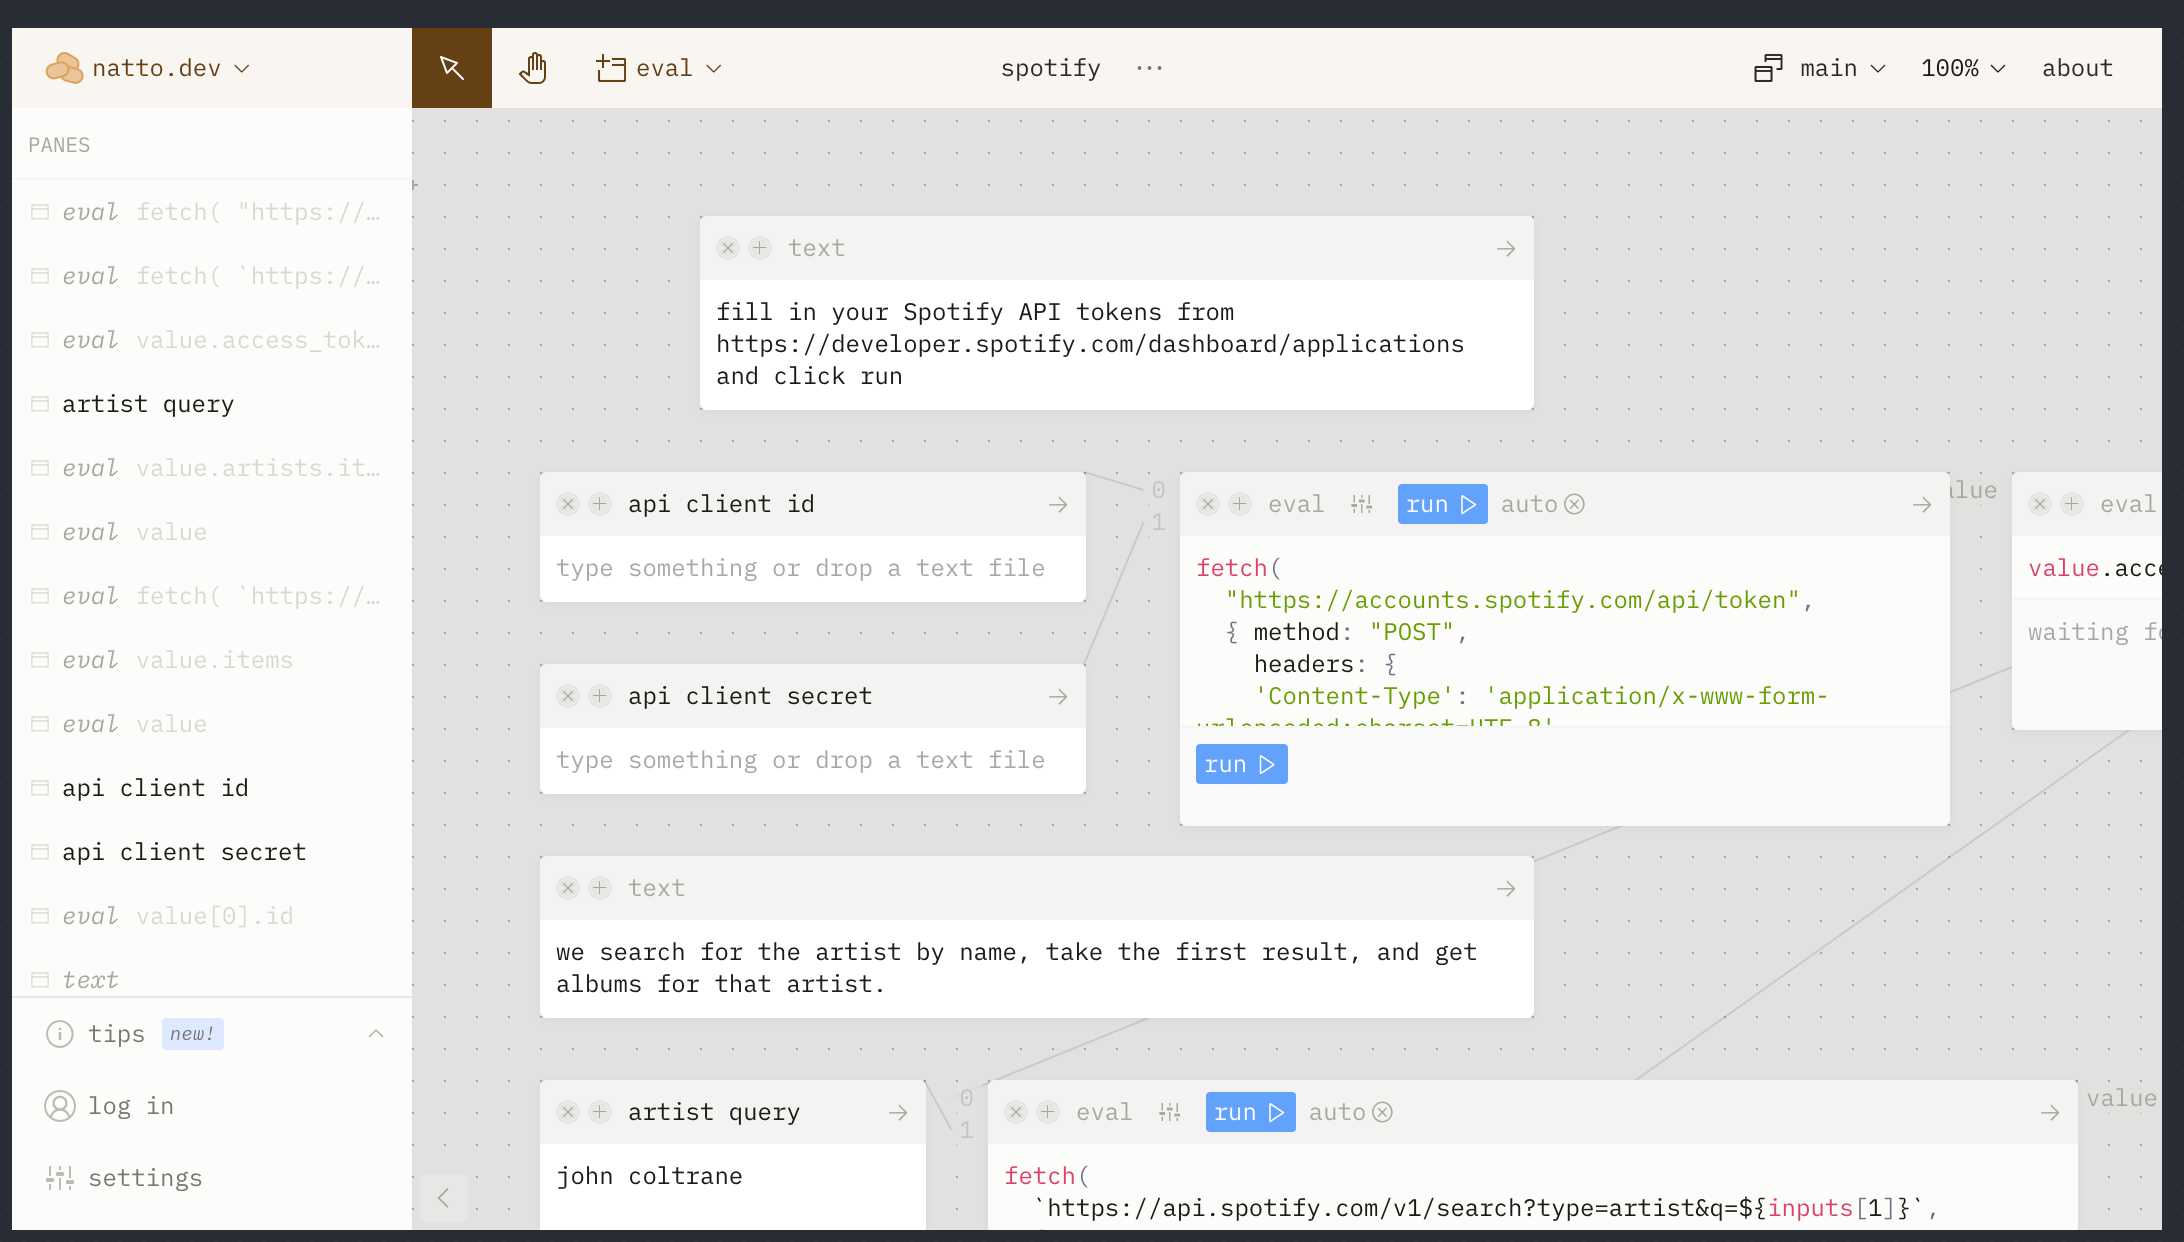 natto.dev
eval
spotify
main
100%
about
PANES
eval fetch( "https://…
eval fetch( `https://…
eval value.access_tok…
artist query
eval value.artists.it…
eval value
eval fetch( `https://…
eval value.items
eval value
api client id
api client secret
eval value[0].id
text
tips new!
log in
settings
text
fill in your Spotify API tokens from
https://developer.spotify.com/dashboard/applications
and click run
api client id
type something or drop a text file
api client secret
type something or drop a text file
0
1
eval run auto
fetch(
"https://accounts.spotify.com/api/token",
{ method: "POST",
headers: {
'Content-Type': 'application/x-www-form-
urlencoded;charset=UTF-8'
run
alue
eval
value.acce
waiting fo
text
we search for the artist by name, take the first result, and get
albums for that artist.
artist query
john coltrane
0
1
eval run auto
fetch(
`https://api.spotify.com/v1/search?type=artist&q=${inputs[1]}`,
value